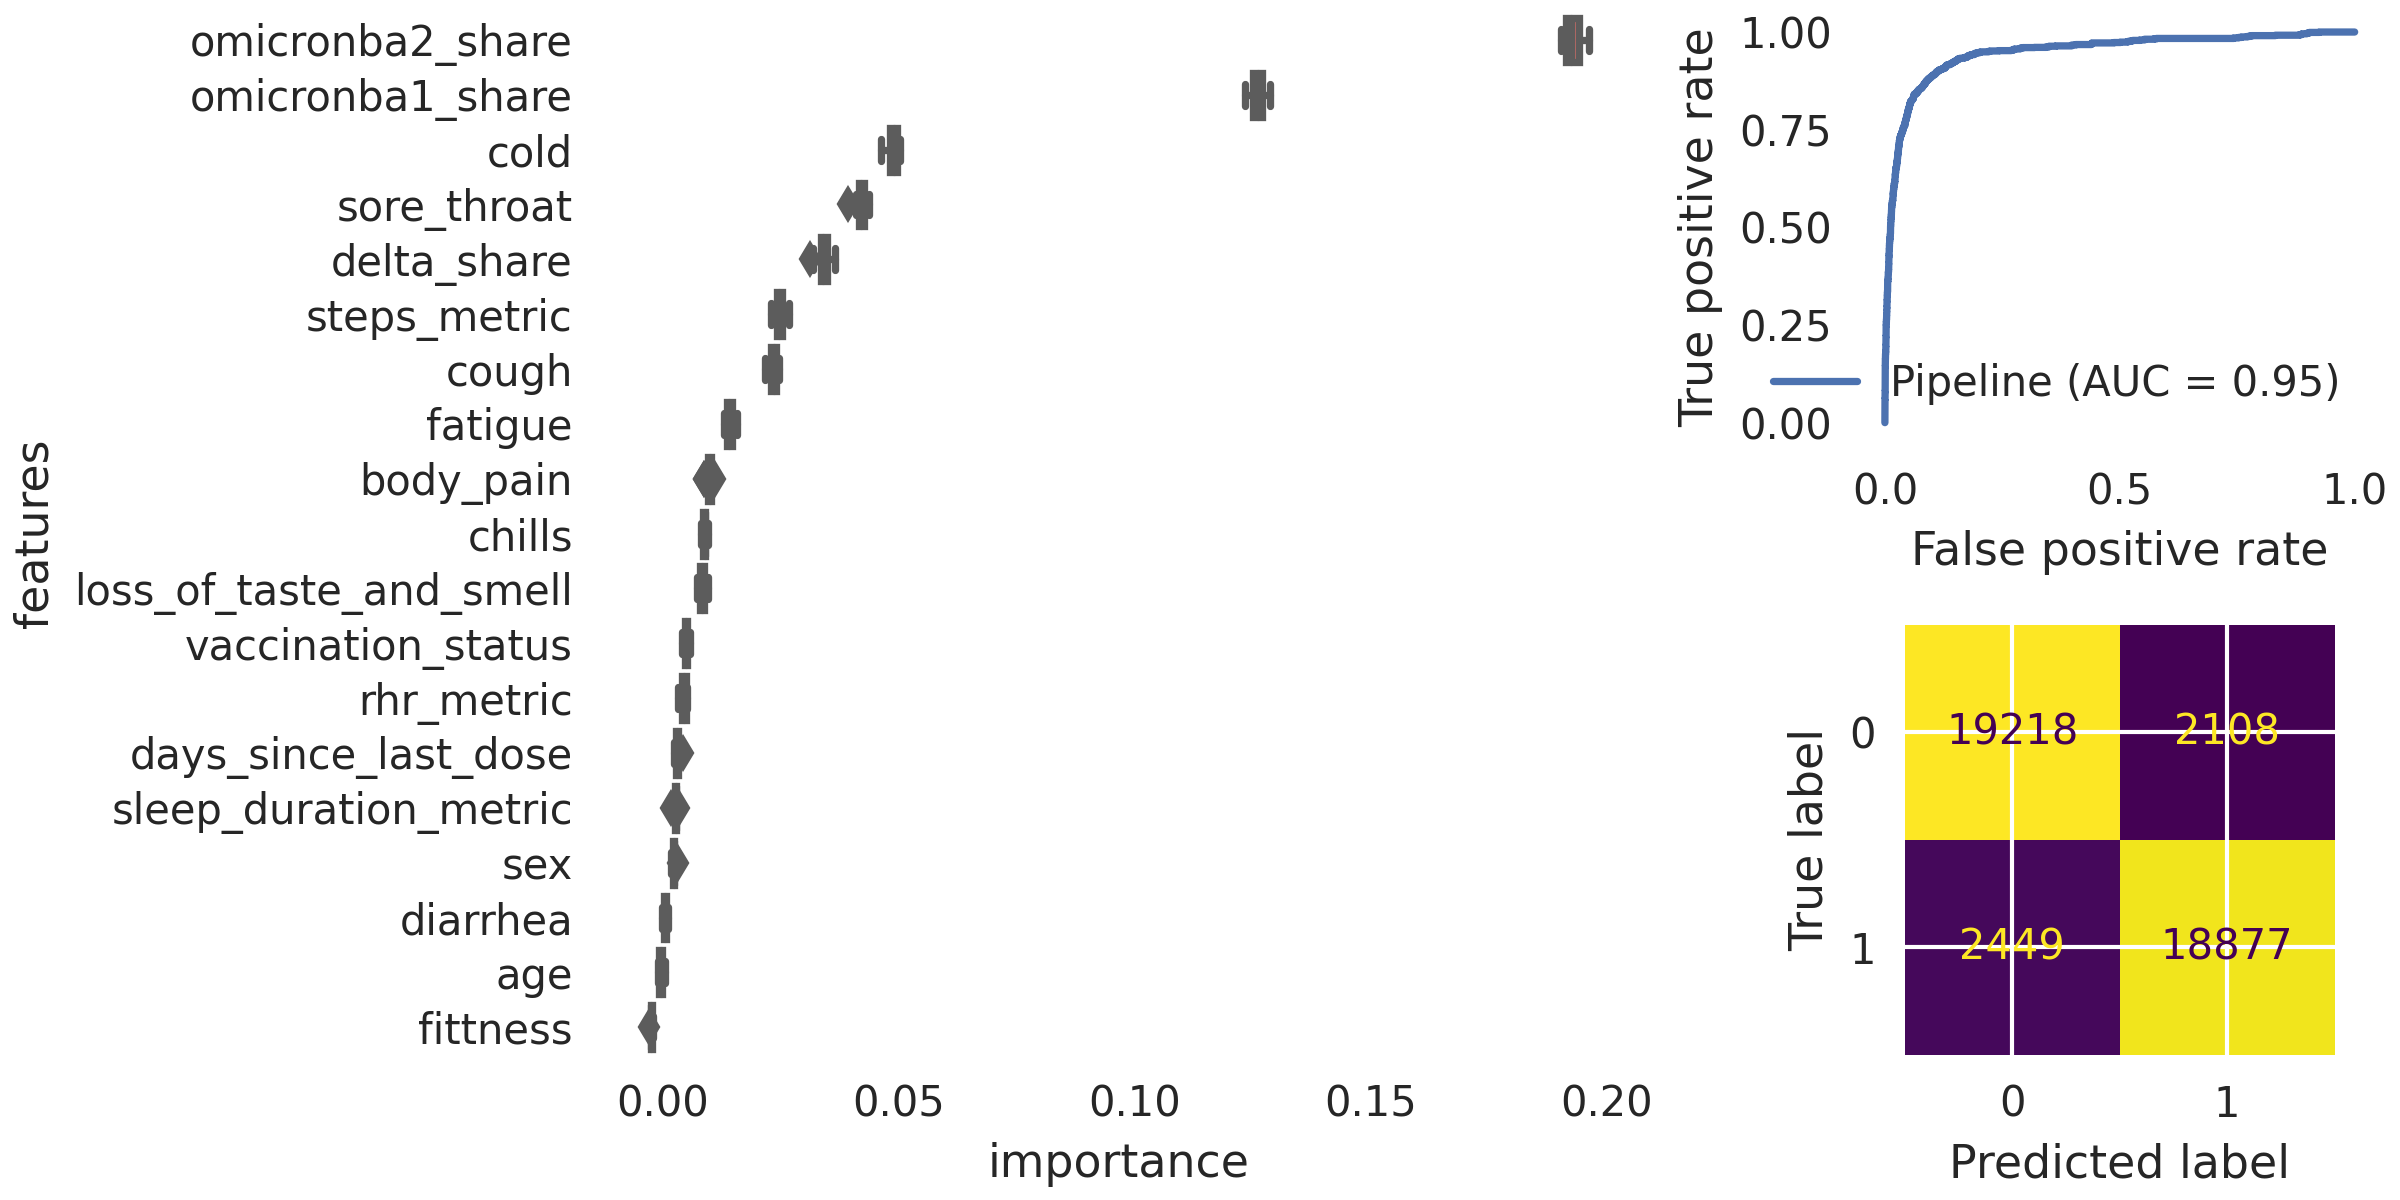 features
omicronba2_share
omicronba1_share
cold
sore_throat
delta_share
steps_metric
cough
fatigue
body_pain
chills
loss_of_taste_and_smell
vaccination_status
rhr_metric
days_since_last_dose
sleep_duration_metric
sex
diarrhea
age
fittness
0.00 0.05 0.10 0.15 0.20
importance
True positive rate
1.00
0.75
0.50
0.25
0.00
Pipeline (AUC = 0.95)
0.0 0.5 1.0
False positive rate
True label
0
1
19218 2108
2449 18877
0 1
Predicted label